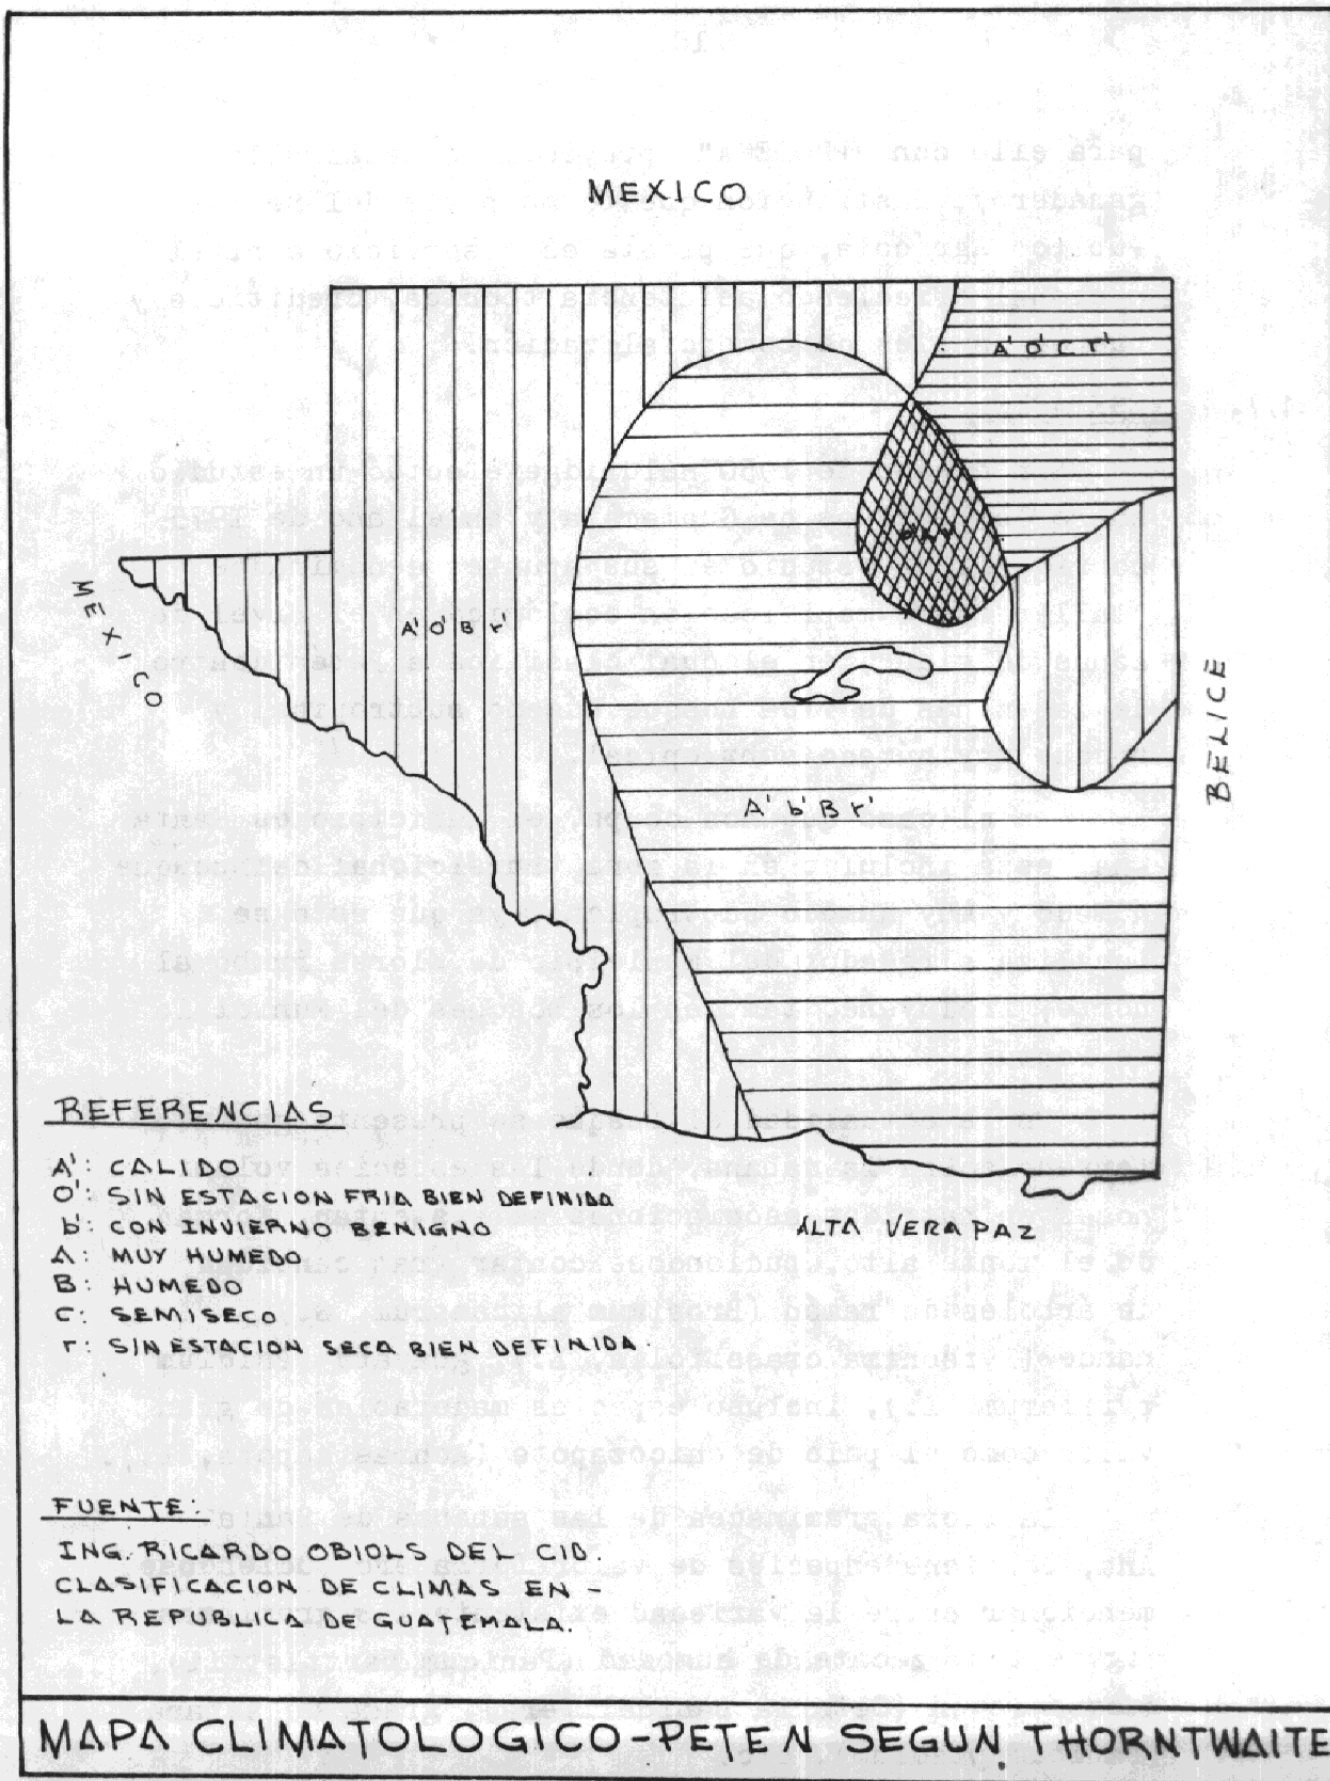 MEXICO
A' O' C r'
MEXICO
A' O' B r'
BELICE
A' b' B r'
REFERENCIAS
A': CALIDO
O': SIN ESTACION FRIA BIEN DEFINIDA
b': CON INVIERNO BENIGNO
A: MUY HUMEDO
B: HUMEDO
C: SEMISECO
r: SIN ESTACION SECA BIEN DEFINIDA.
ALTA VERA PAZ
FUENTE:
ING. RICARDO OBIOLS DEL CID.
CLASIFICACION DE CLIMAS EN -
LA REPUBLICA DE GUATEMALA.
MAPA CLIMATOLOGICO-PETEN SEGUN THORNTWAITE